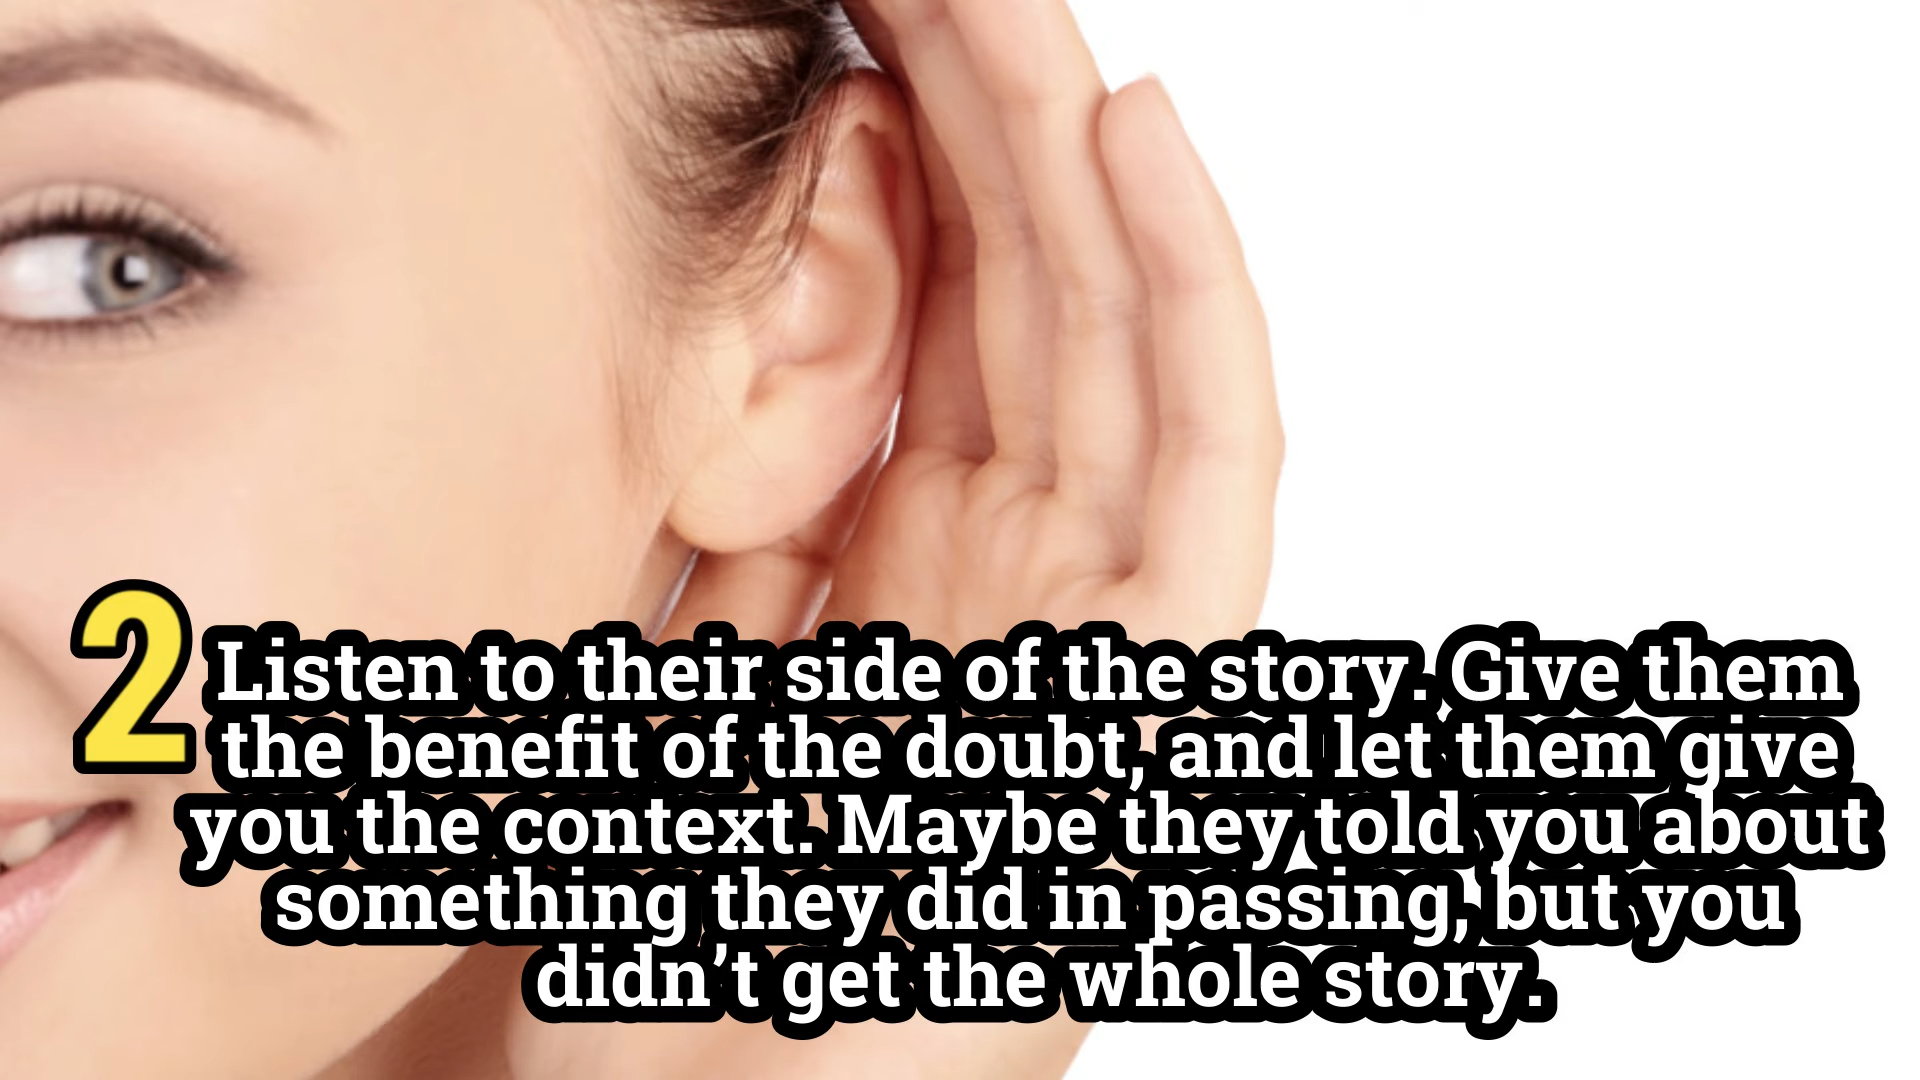 2
Listen to their side of the story. Give them
the benefit of the doubt, and let them give
you the context. Maybe they told you about
something they did in passing, but you
didn’t get the whole story.